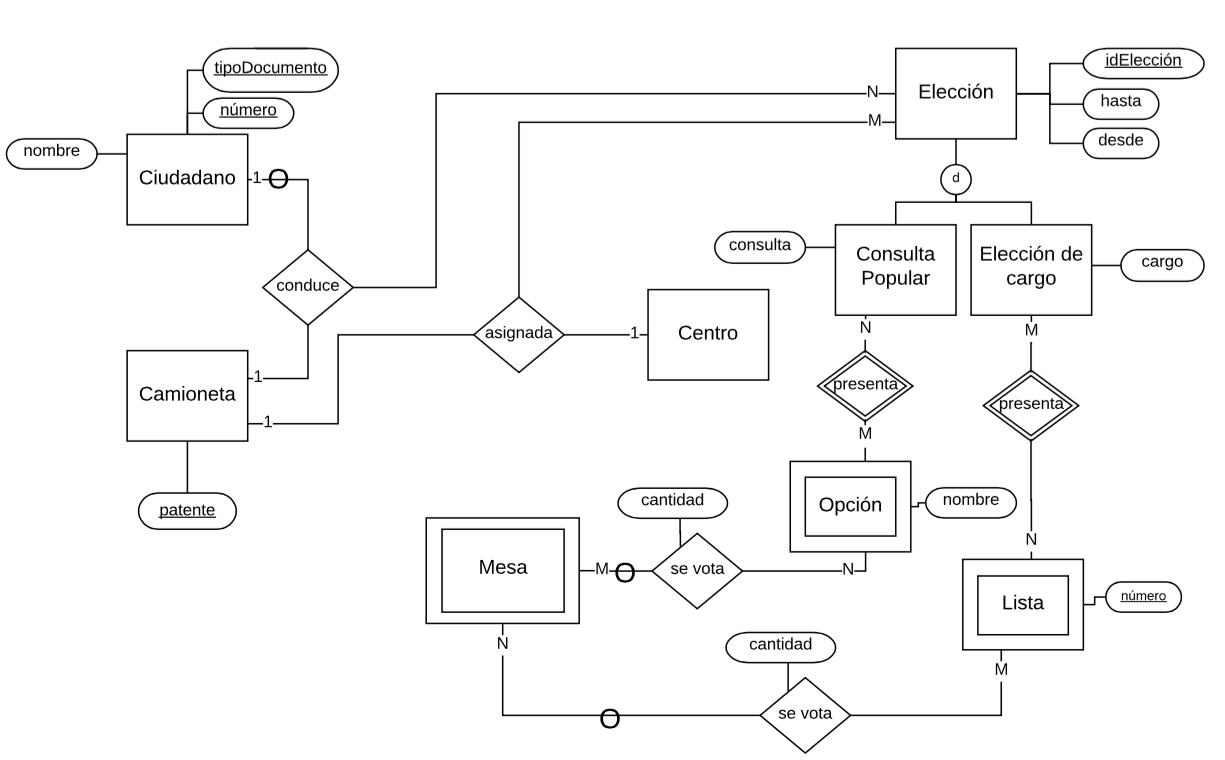 tipoDocumento
número
nombre
Ciudadano
1
O
conduce
N
M
Elección
idElección
hasta
desde
d
consulta
Consulta
Popular
Elección de
cargo
cargo
asignada
1
Centro
Camioneta
1
1
patente
N
presenta
M
M
presenta
N
Opción
nombre
cantidad
Mesa
M
O
se vota
N
Lista
número
N
cantidad
M
O
se vota